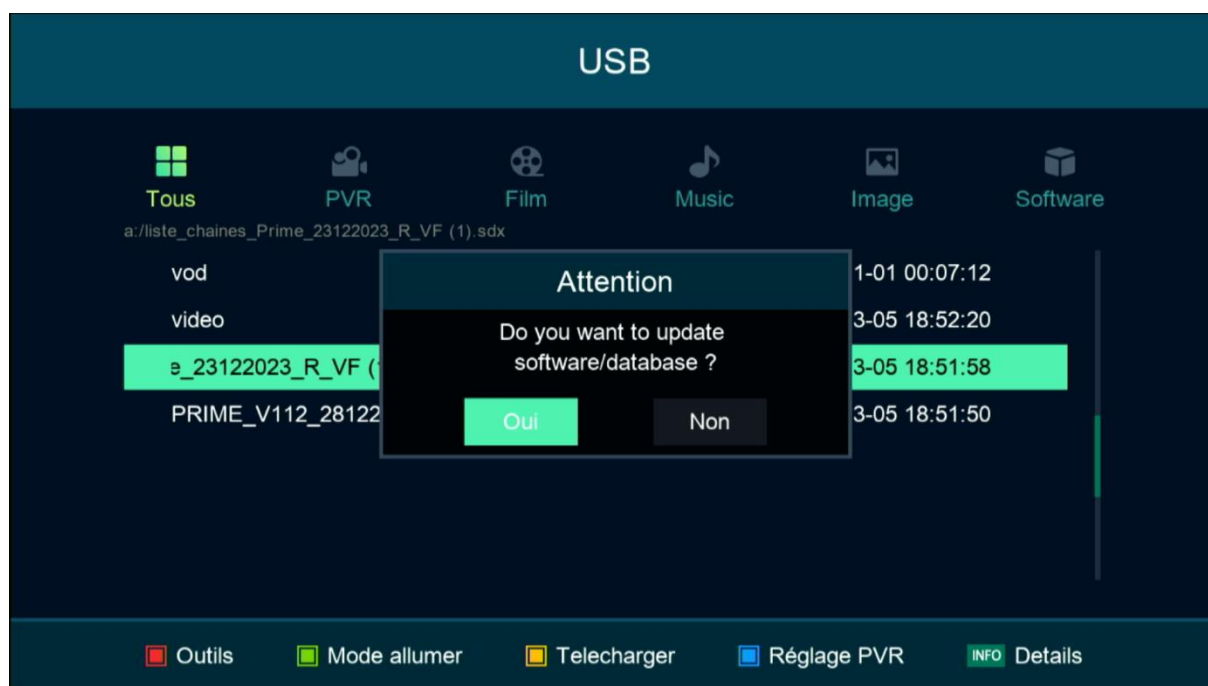 USB
Tous PVR Film Music Image Software
a:/liste_chaines_Prime_23122023_R_VF (1).sdx
vod 1-01 00:07:12
video 3-05 18:52:20
e_23122023_R_VF ( 3-05 18:51:58
PRIME_V112_28122 3-05 18:51:50
Attention
Do you want to update
software/database ?
Oui Non
Outils Mode allumer Telecharger Réglage PVR INFO Details